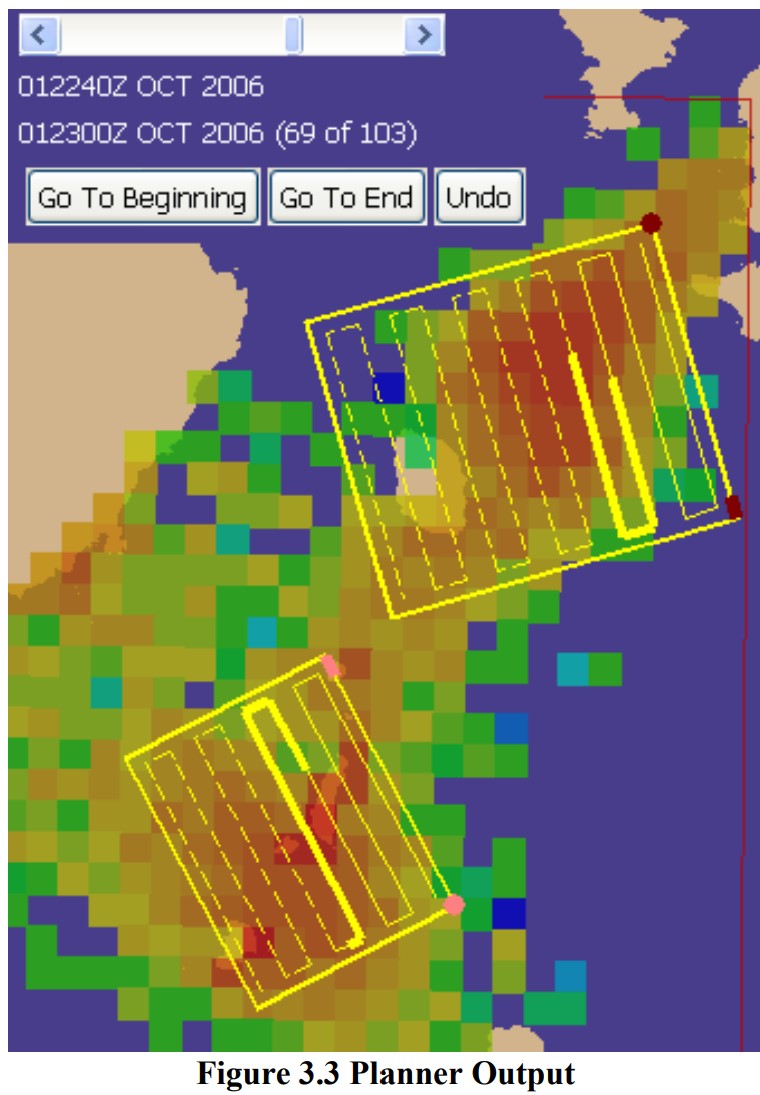 012240Z OCT 2006
012300Z OCT 2006 (69 of 103)
Go To Beginning Go To End Undo
Figure 3.3 Planner Output